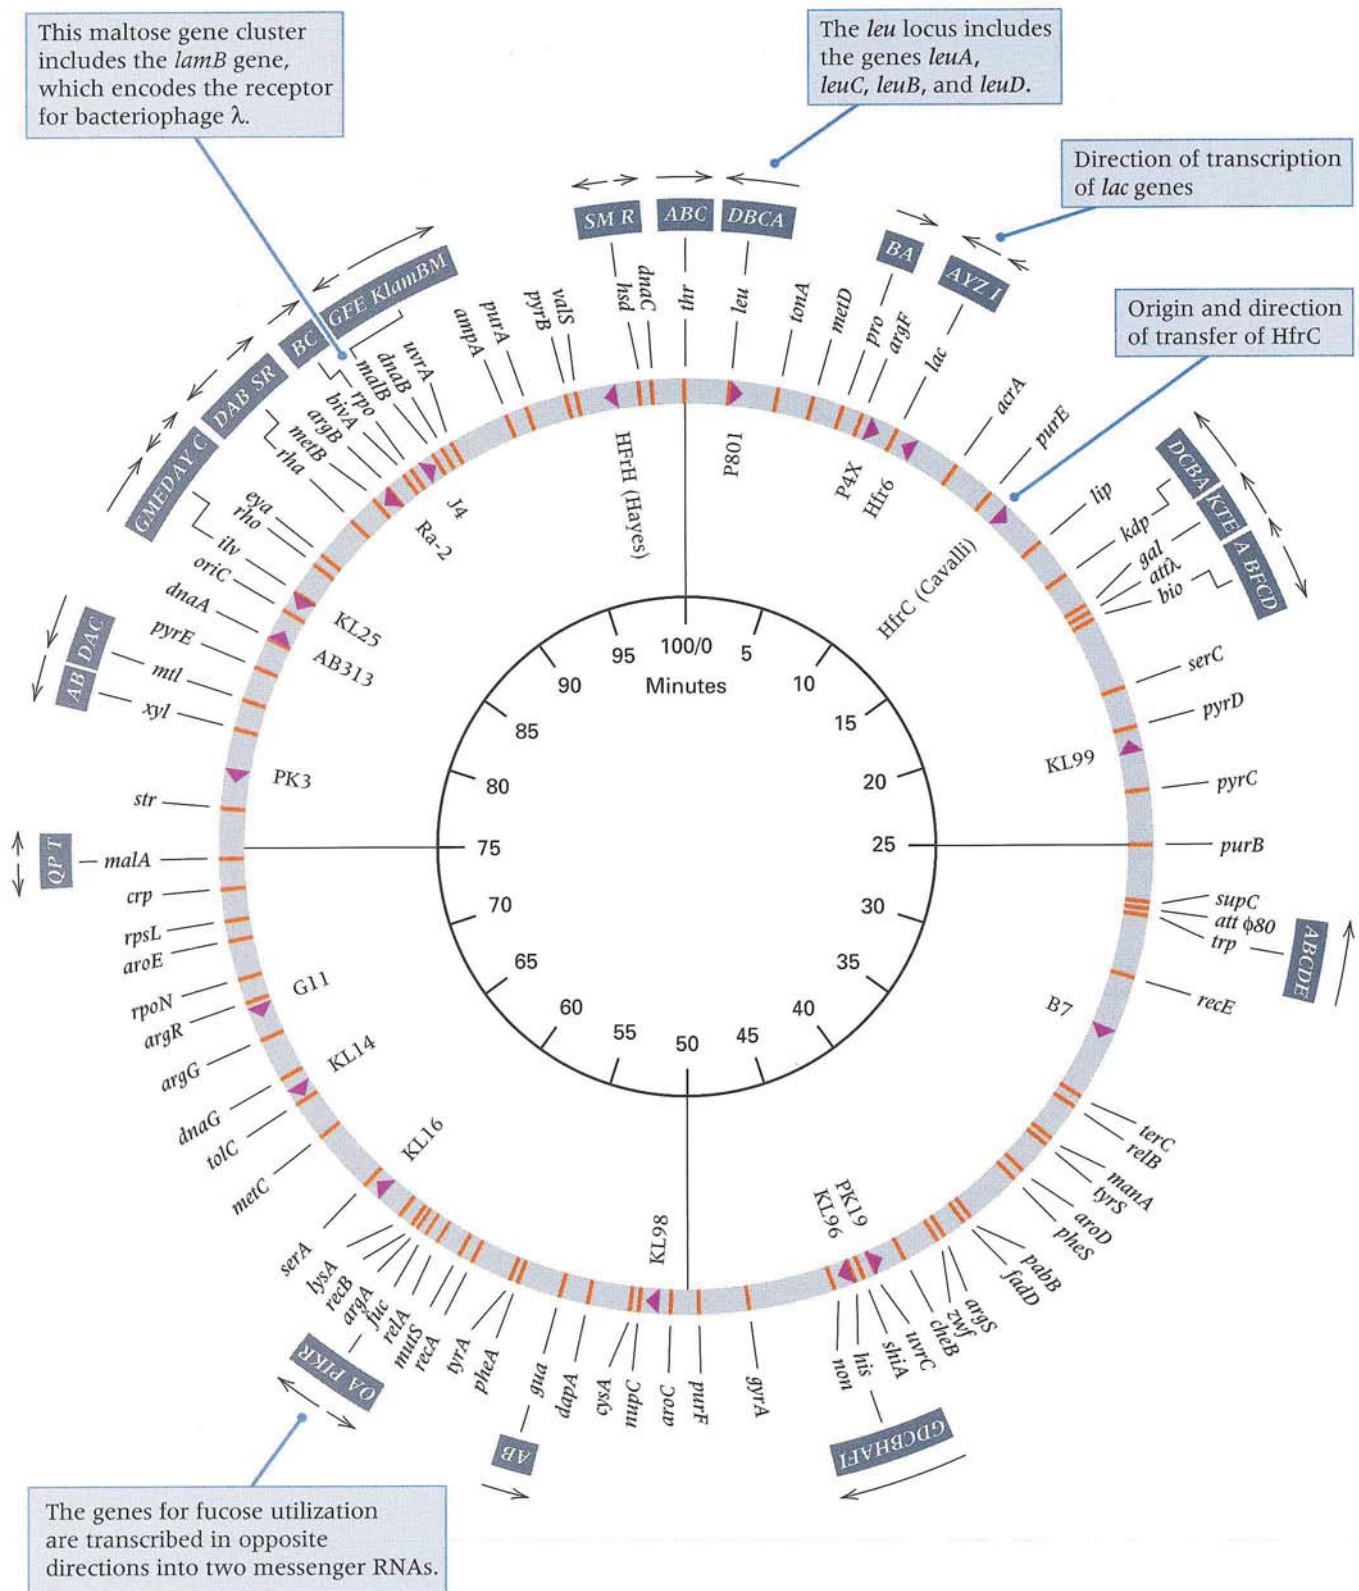 This maltose gene cluster
includes the lamB gene,
which encodes the receptor
for bacteriophage λ.
The leu locus includes
the genes leuA,
leuC, leuB, and leuD.
Direction of transcription
of lac genes
Origin and direction
of transfer of HfrC
SM R
ABC
DBCA
BA
AYZ I
DCBA
KTE
A BFCD
ABCDE
GDCBHAFI
AB
OA PIKR
QP T
AB
DAC
GMEDAY C
DAB SR
BC
GFE KlamBM
thr
leu
tonA
metD
pro
argF
lac
acrA
purE
lip
kdp
gal
attλ
bio
serC
pyrD
pyrC
purB
supC
att ϕ80
trp
recE
terC
relB
manA
tyrS
aroD
pheS
pabB
fadD
argS
zwf
cheB
uvrC
shiA
his
non
gyrA
purF
aroC
nupC
cysA
dapA
gua
pheA
tyrA
recA
mutS
relA
fuc
argA
recB
lysA
serA
metC
tolC
dnaG
argG
argR
rpoN
aroE
rpsL
crp
malA
str
xyl
mtl
pyrE
dnaA
oriC
ilv
rho
eya
rha
metB
argB
bivA
rpo
malB
dnaB
uvrA
ampA
purA
pyrB
valS
hsd
dnaC
HFrH (Hayes)
P801
P4X
Hfr6
HfrC (Cavalli)
KL99
B7
PK19
KL96
KL98
KL16
KL14
G11
PK3
AB313
KL25
Ra-2
J4
100/0
Minutes
5
10
15
20
25
30
35
40
45
50
55
60
65
70
75
80
85
90
95
The genes for fucose utilization
are transcribed in opposite
directions into two messenger RNAs.